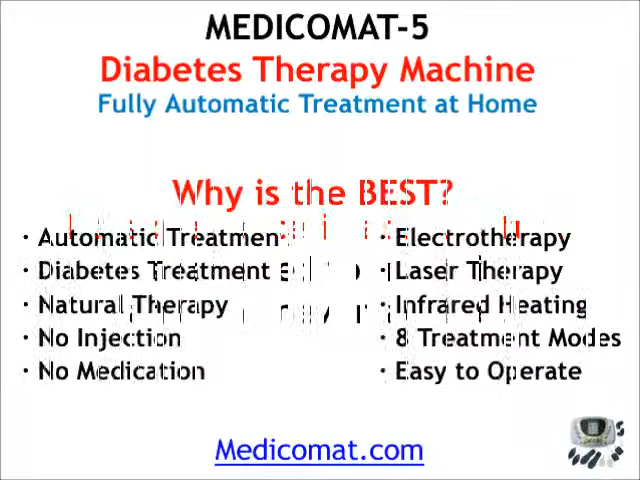 MEDICOMAT-5
Diabetes Therapy Machine
Fully Automatic Treatment at Home
Why is the BEST?
· Automatic Treatment
· Diabetes Treatment
· Natural Therapy
· No Injection
· No Medication
· Electrotherapy
· Laser Therapy
· Infrared Heating
· 8 Treatment Modes
· Easy to Operate
Medicomat.com